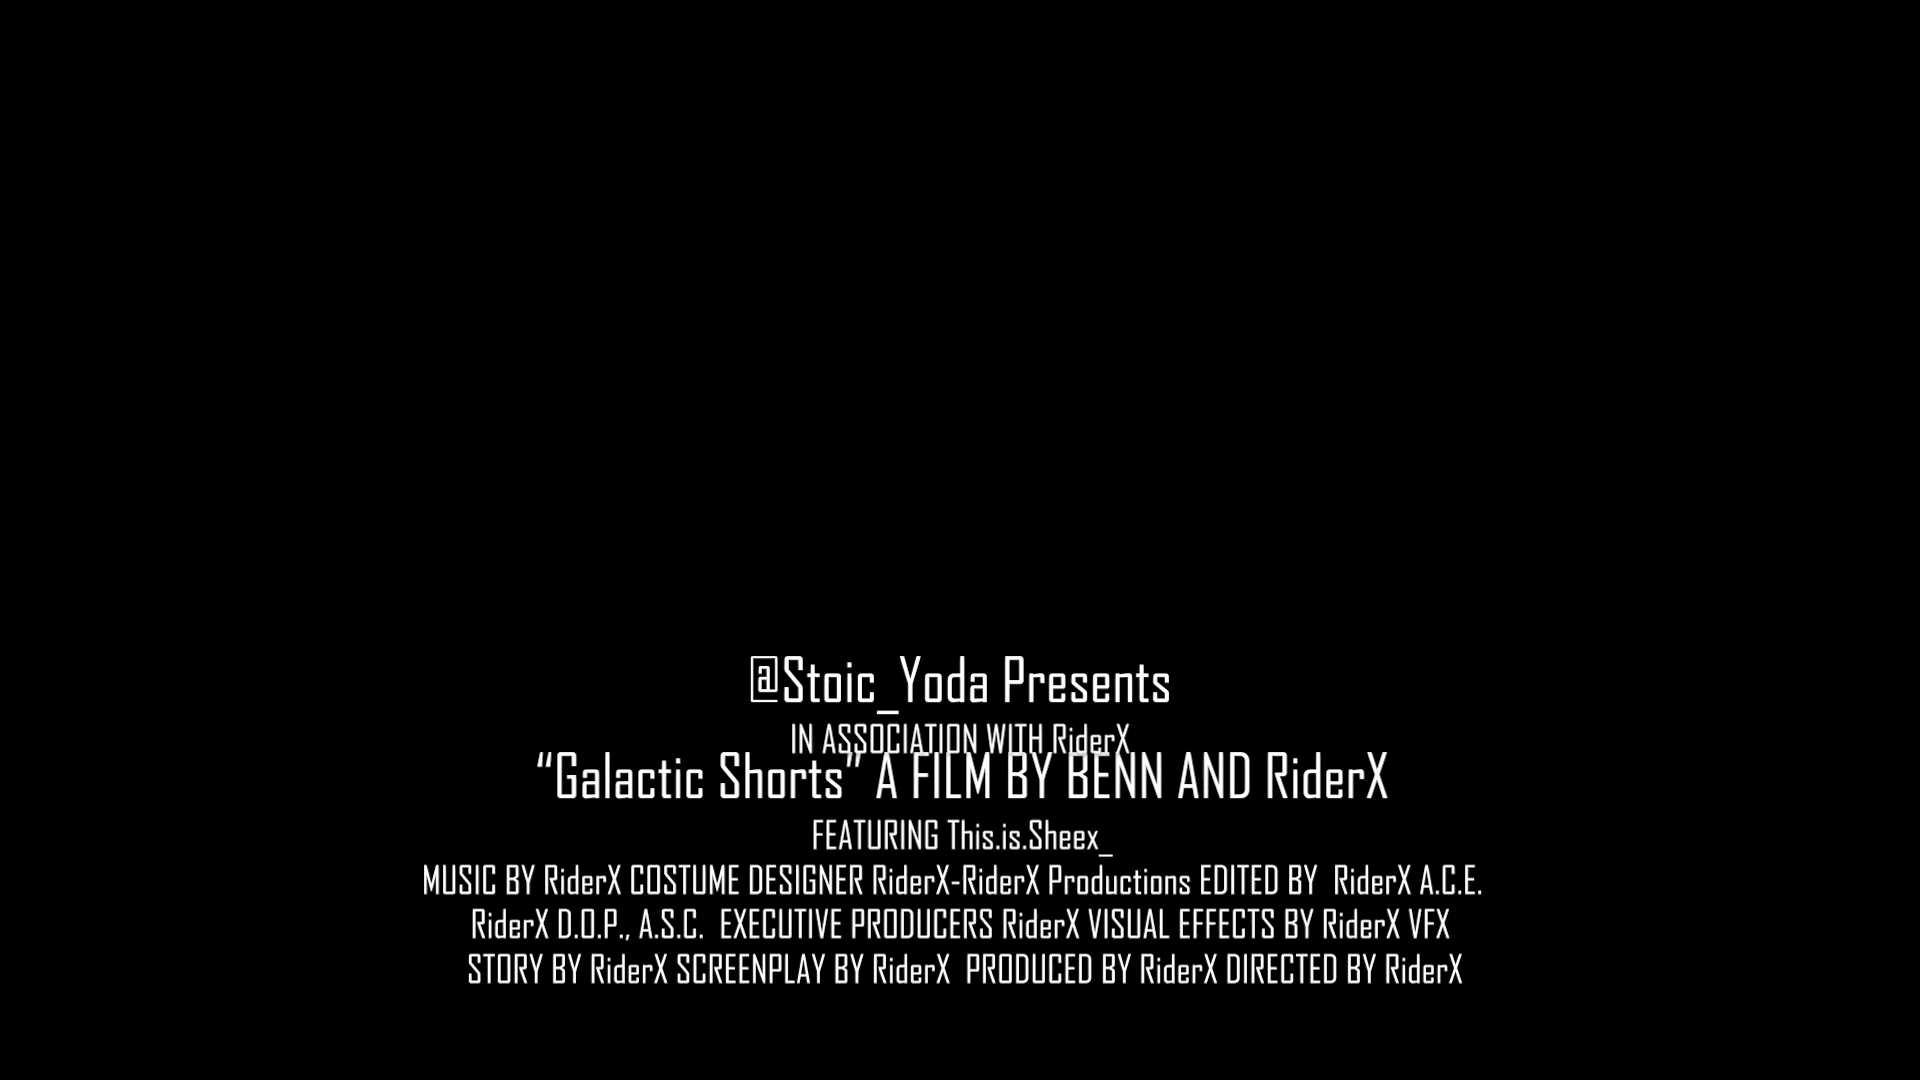 @Stoic_Yoda Presents
IN ASSOCIATION WITH RiderX
“Galactic Shorts” A FILM BY BENN AND RiderX
FEATURING This.is.Sheex_
MUSIC BY RiderX COSTUME DESIGNER RiderX-RiderX Productions EDITED BY  RiderX A.C.E.
RiderX D.O.P., A.S.C.  EXECUTIVE PRODUCERS RiderX VISUAL EFFECTS BY RiderX VFX
STORY BY RiderX SCREENPLAY BY RiderX  PRODUCED BY RiderX DIRECTED BY RiderX